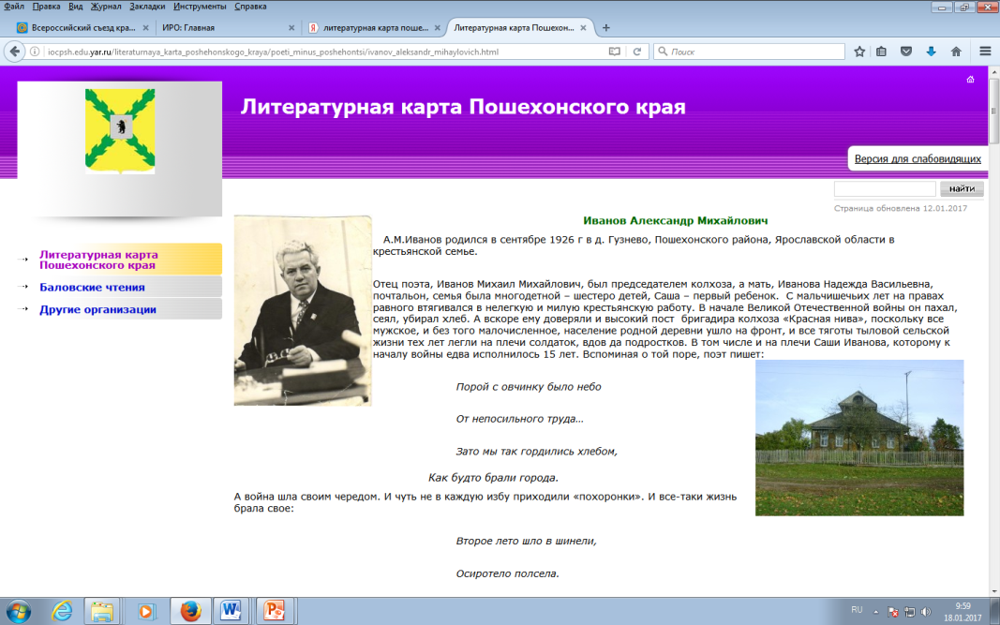 Файл Правка Вид Журнал Закладки Инструменты Справка
Всероссийский съезд кра...
ИРО: Главная
литературная карта поше...
Литературная карта Пошехон...
iocpsh.edu.yar.ru/literaturnaya_karta_poshehonskogo_kraya/poeti_minus_poshehontsi/ivanov_aleksandr_mihaylovich.html
Поиск
Литературная карта Пошехонского края
Версия для слабовидящих
найти
Страница обновлена 12.01.2017
Литературная карта
Пошехонского края
Баловские чтения
Другие организации
Иванов Александр Михайлович
А.М.Иванов родился в сентябре 1926 г в д. Гузнево, Пошехонского района, Ярославской области в
крестьянской семье.
Отец поэта, Иванов Михаил Михайлович, был председателем колхоза, а мать, Иванова Надежда Васильевна,
почтальон, семья была многодетной – шестеро детей, Саша – первый ребенок. С мальчишечьих лет на правах
равного втягивался в нелегкую и милую крестьянскую работу. В начале Великой Отечественной войны он пахал,
сеял, убирал хлеб. А вскоре ему доверяли и высокий пост бригадира колхоза «Красная нива», поскольку все
мужское, и без того малочисленное, население родной деревни ушло на фронт, и все тяготы тыловой сельской
жизни тех лет легли на плечи солдаток, вдов да подростков. В том числе и на плечи Саши Иванова, которому к
началу войны едва исполнилось 15 лет. Вспоминая о той поре, поэт пишет:
Порой с овчинку было небо
От непосильного труда...
Зато мы так гордились хлебом,
Как будто брали города.
А война шла своим чередом. И чуть не в каждую избу приходили «похоронки». И все-таки жизнь
брала свое:
Второе лето шло в шинели,
Осиротело полсела.
RU
9:59
18.01.2017